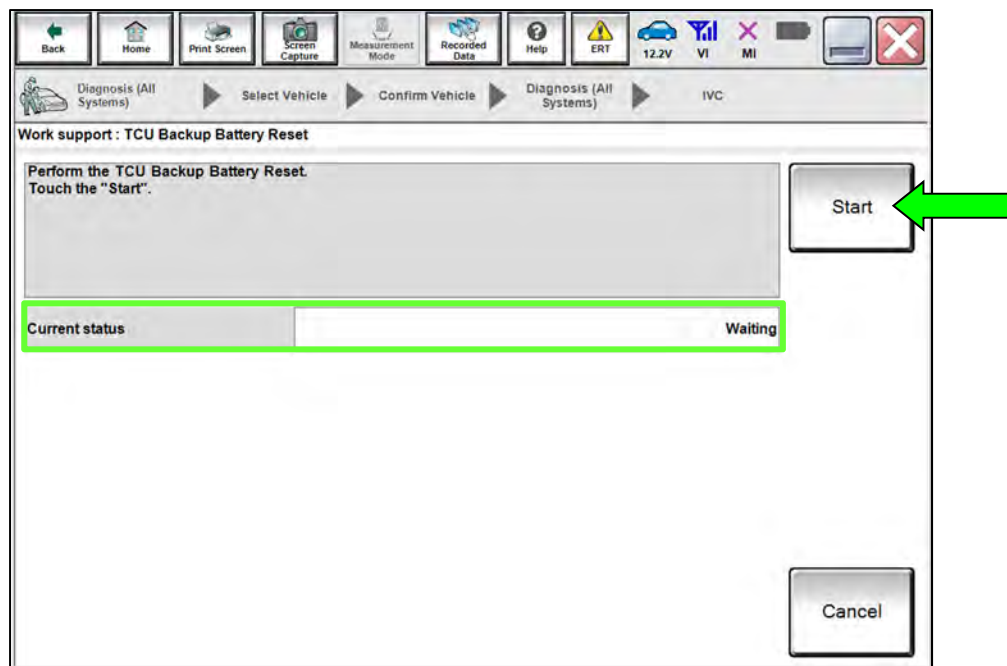 Back
Home
Print Screen
Screen
Capture
Measurement
Mode
Recorded
Data
Help
ERT
12.2V
VI
MI
Diagnosis (All
Systems)
Select Vehicle
Confirm Vehicle
Diagnosis (All
Systems)
IVC
Work support : TCU Backup Battery Reset
Perform the TCU Backup Battery Reset.
Touch the "Start".
Start
Current status
Waiting
Cancel